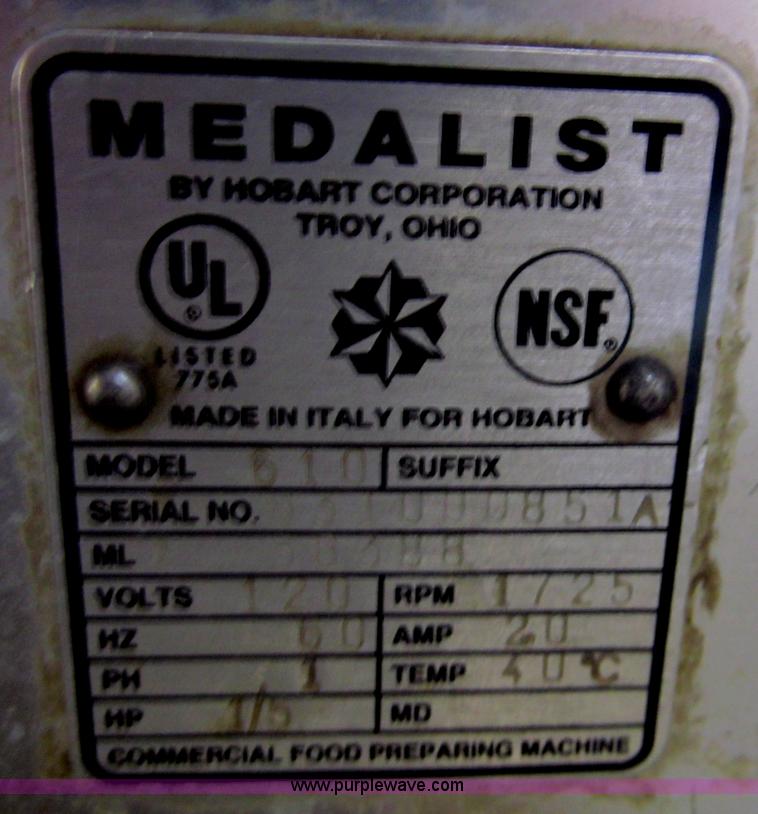 MEDALIST
BY HOBART CORPORATION
TROY, OHIO
UL ®
LISTED
775A
NSF®
MADE IN ITALY FOR HOBART
MODEL 610 SUFFIX
SERIAL NO.
ML
VOLTS 120 RPM 1725
HZ 60 AMP 2.0
PH 1 TEMP 40°C
HP 1/5 MD
COMMERCIAL FOOD PREPARING MACHINE
www.purplewave.com